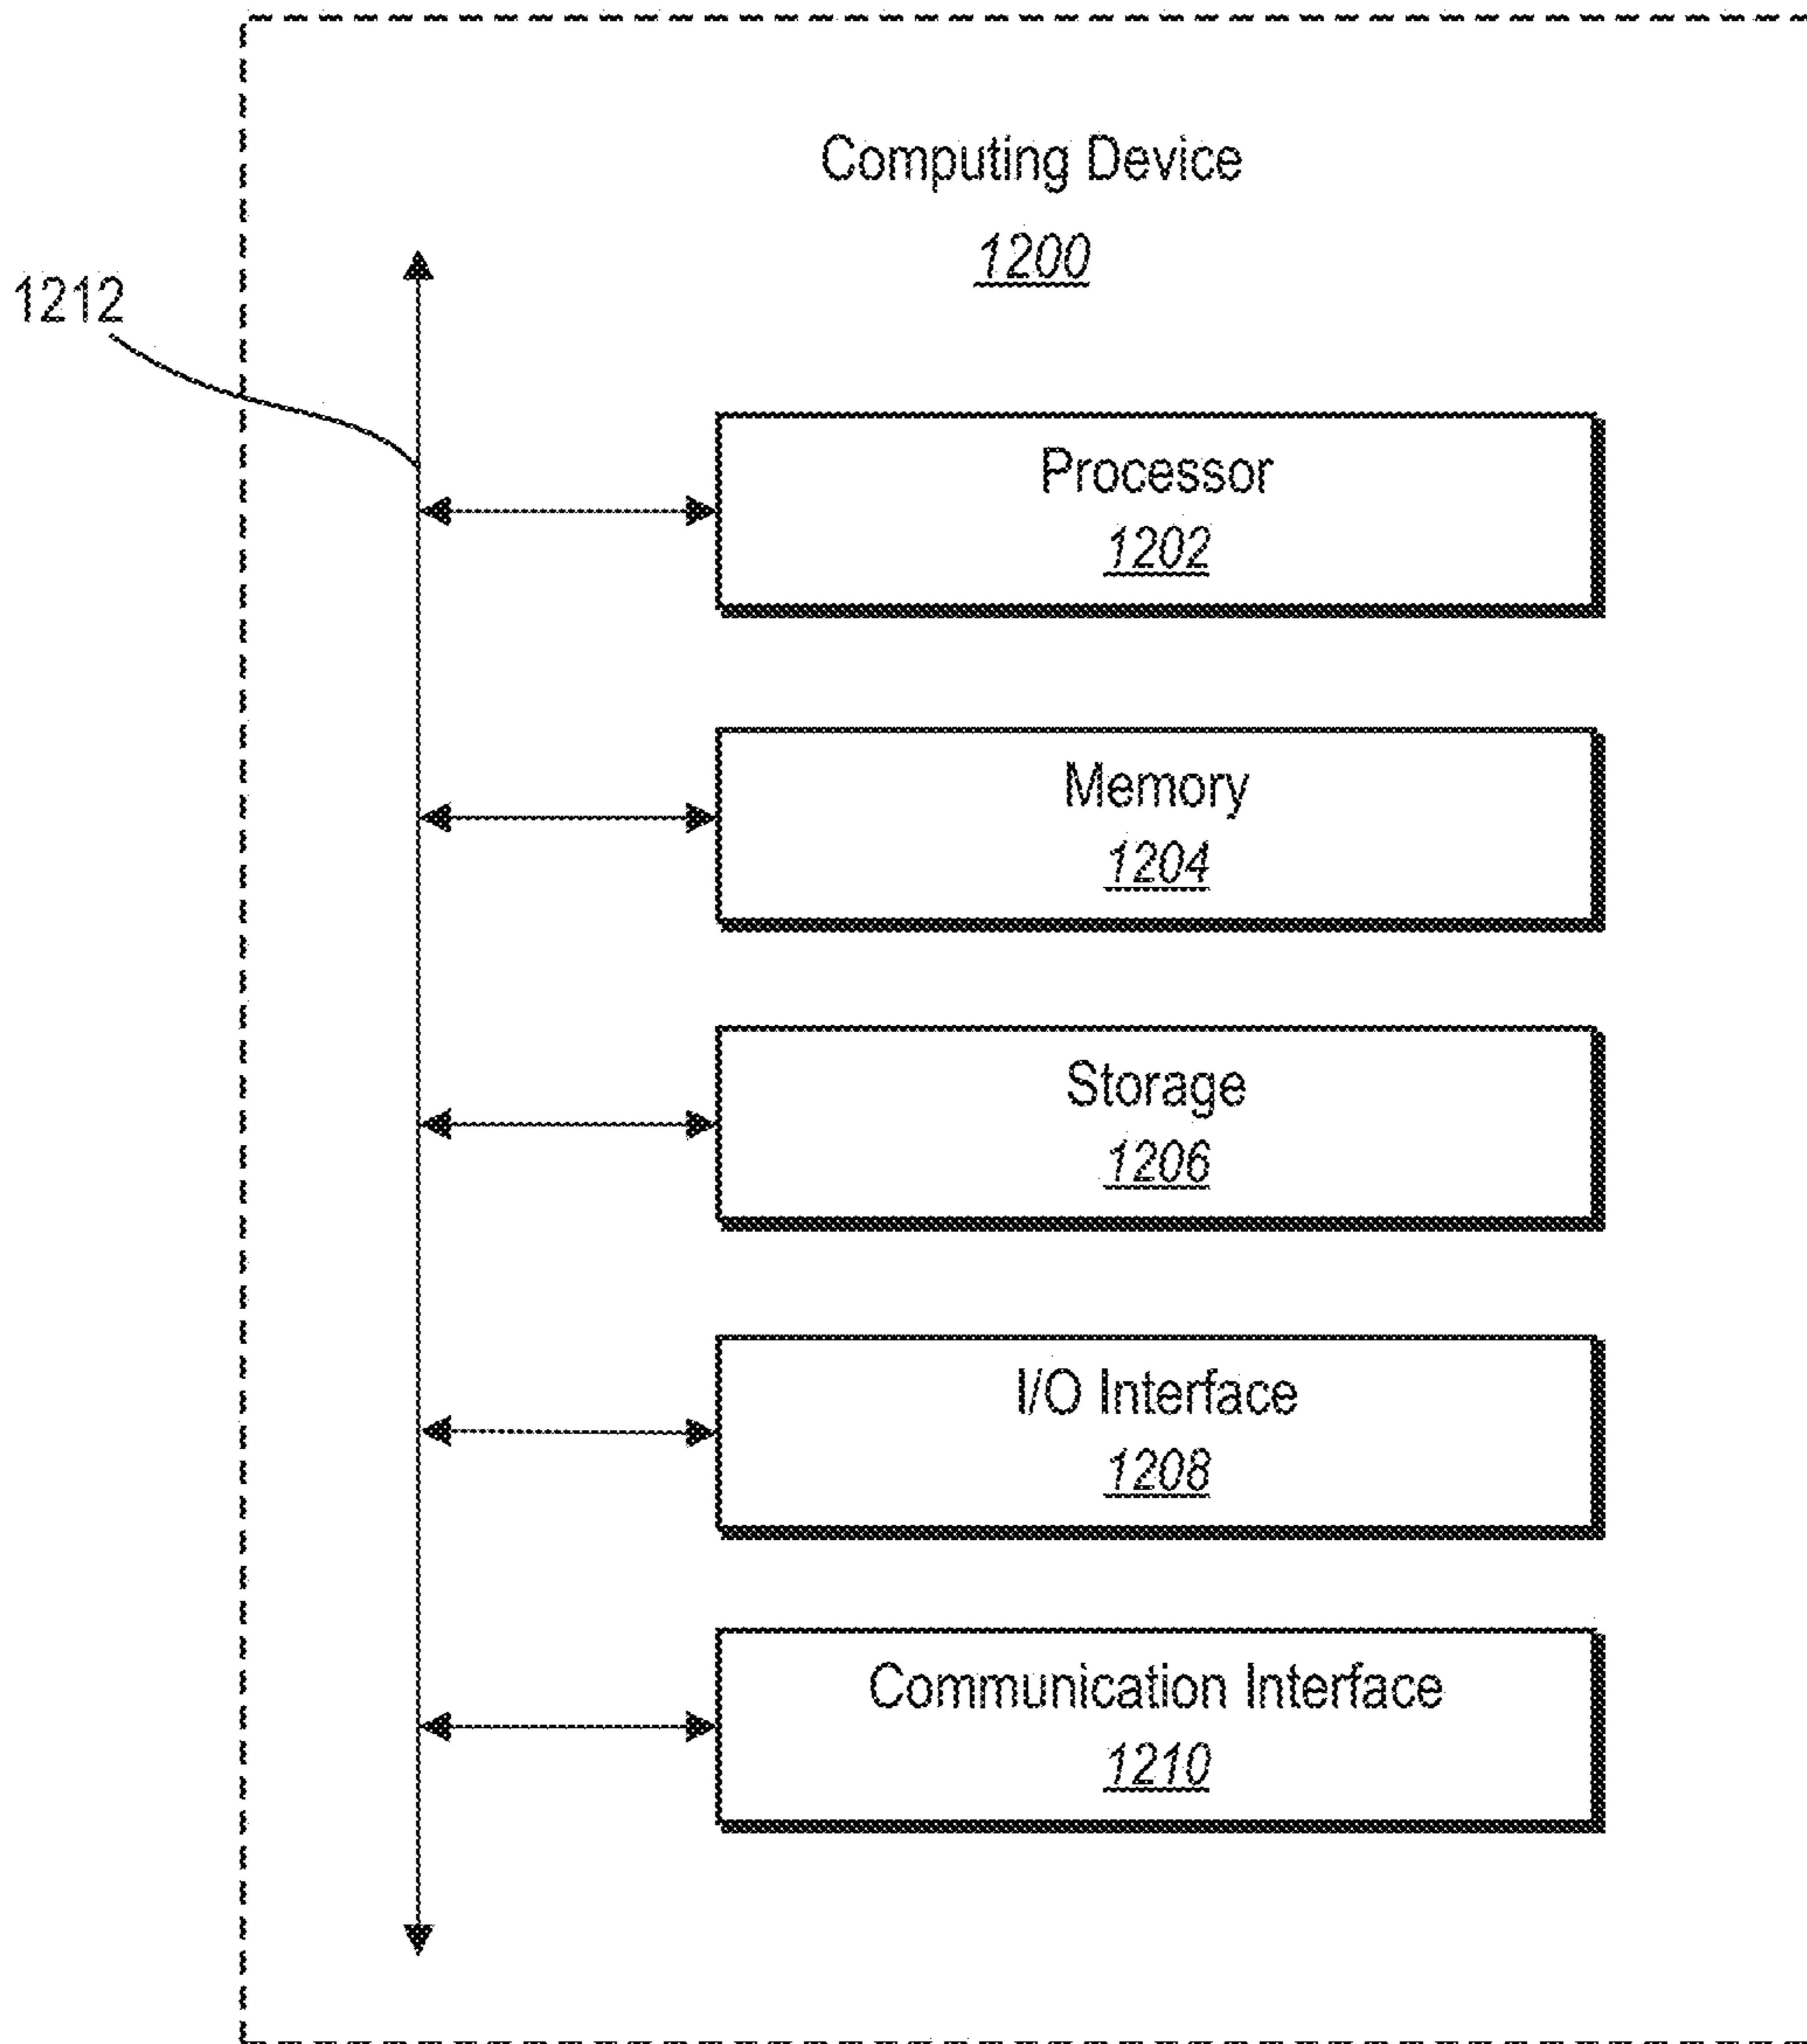 Computing Device
1200
1212
Processor
1202
Memory
1204
Storage
1206
I/O Interface
1208
Communication Interface
1210